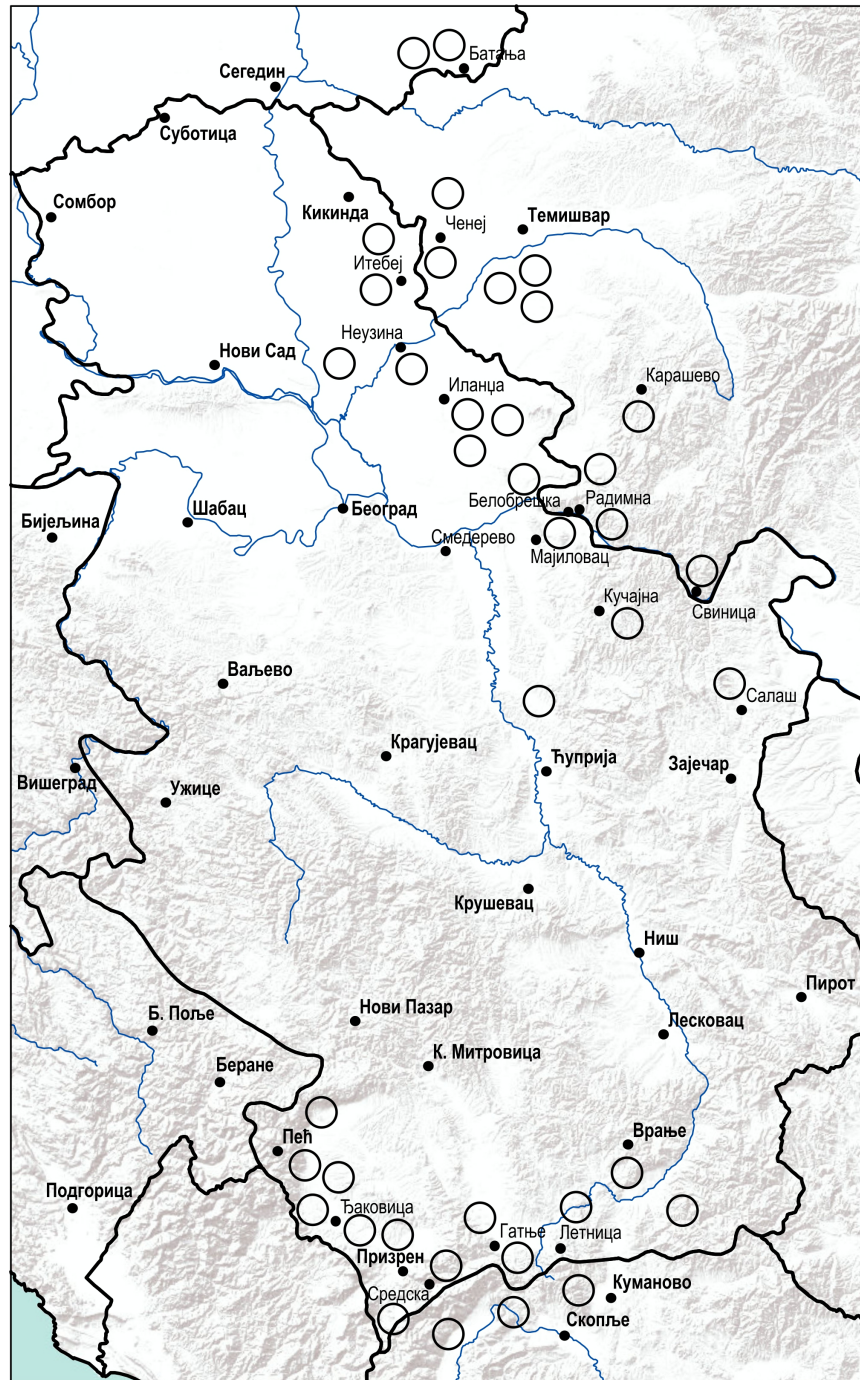 Батања
Сегедин
Суботица
Сомбор
Кикинда
Ченеј
Темишвар
Итебеј
Неузина
Нови Сад
Иланџа
Карашево
Белобрешка
Радимна
Бијељина
Шабац
Београд
Смедерево
Мајиловац
Кучајна
Свиница
Ваљево
Салаш
Крагујевац
Ћуприја
Зајечар
Вишеград
Ужице
Крушевац
Ниш
Пирот
Б. Поље
Нови Пазар
Лесковац
К. Митровица
Беране
Врање
Пећ
Подгорица
Ђаковица
Гатње
Летница
Призрен
Средска
Куманово
Скопље